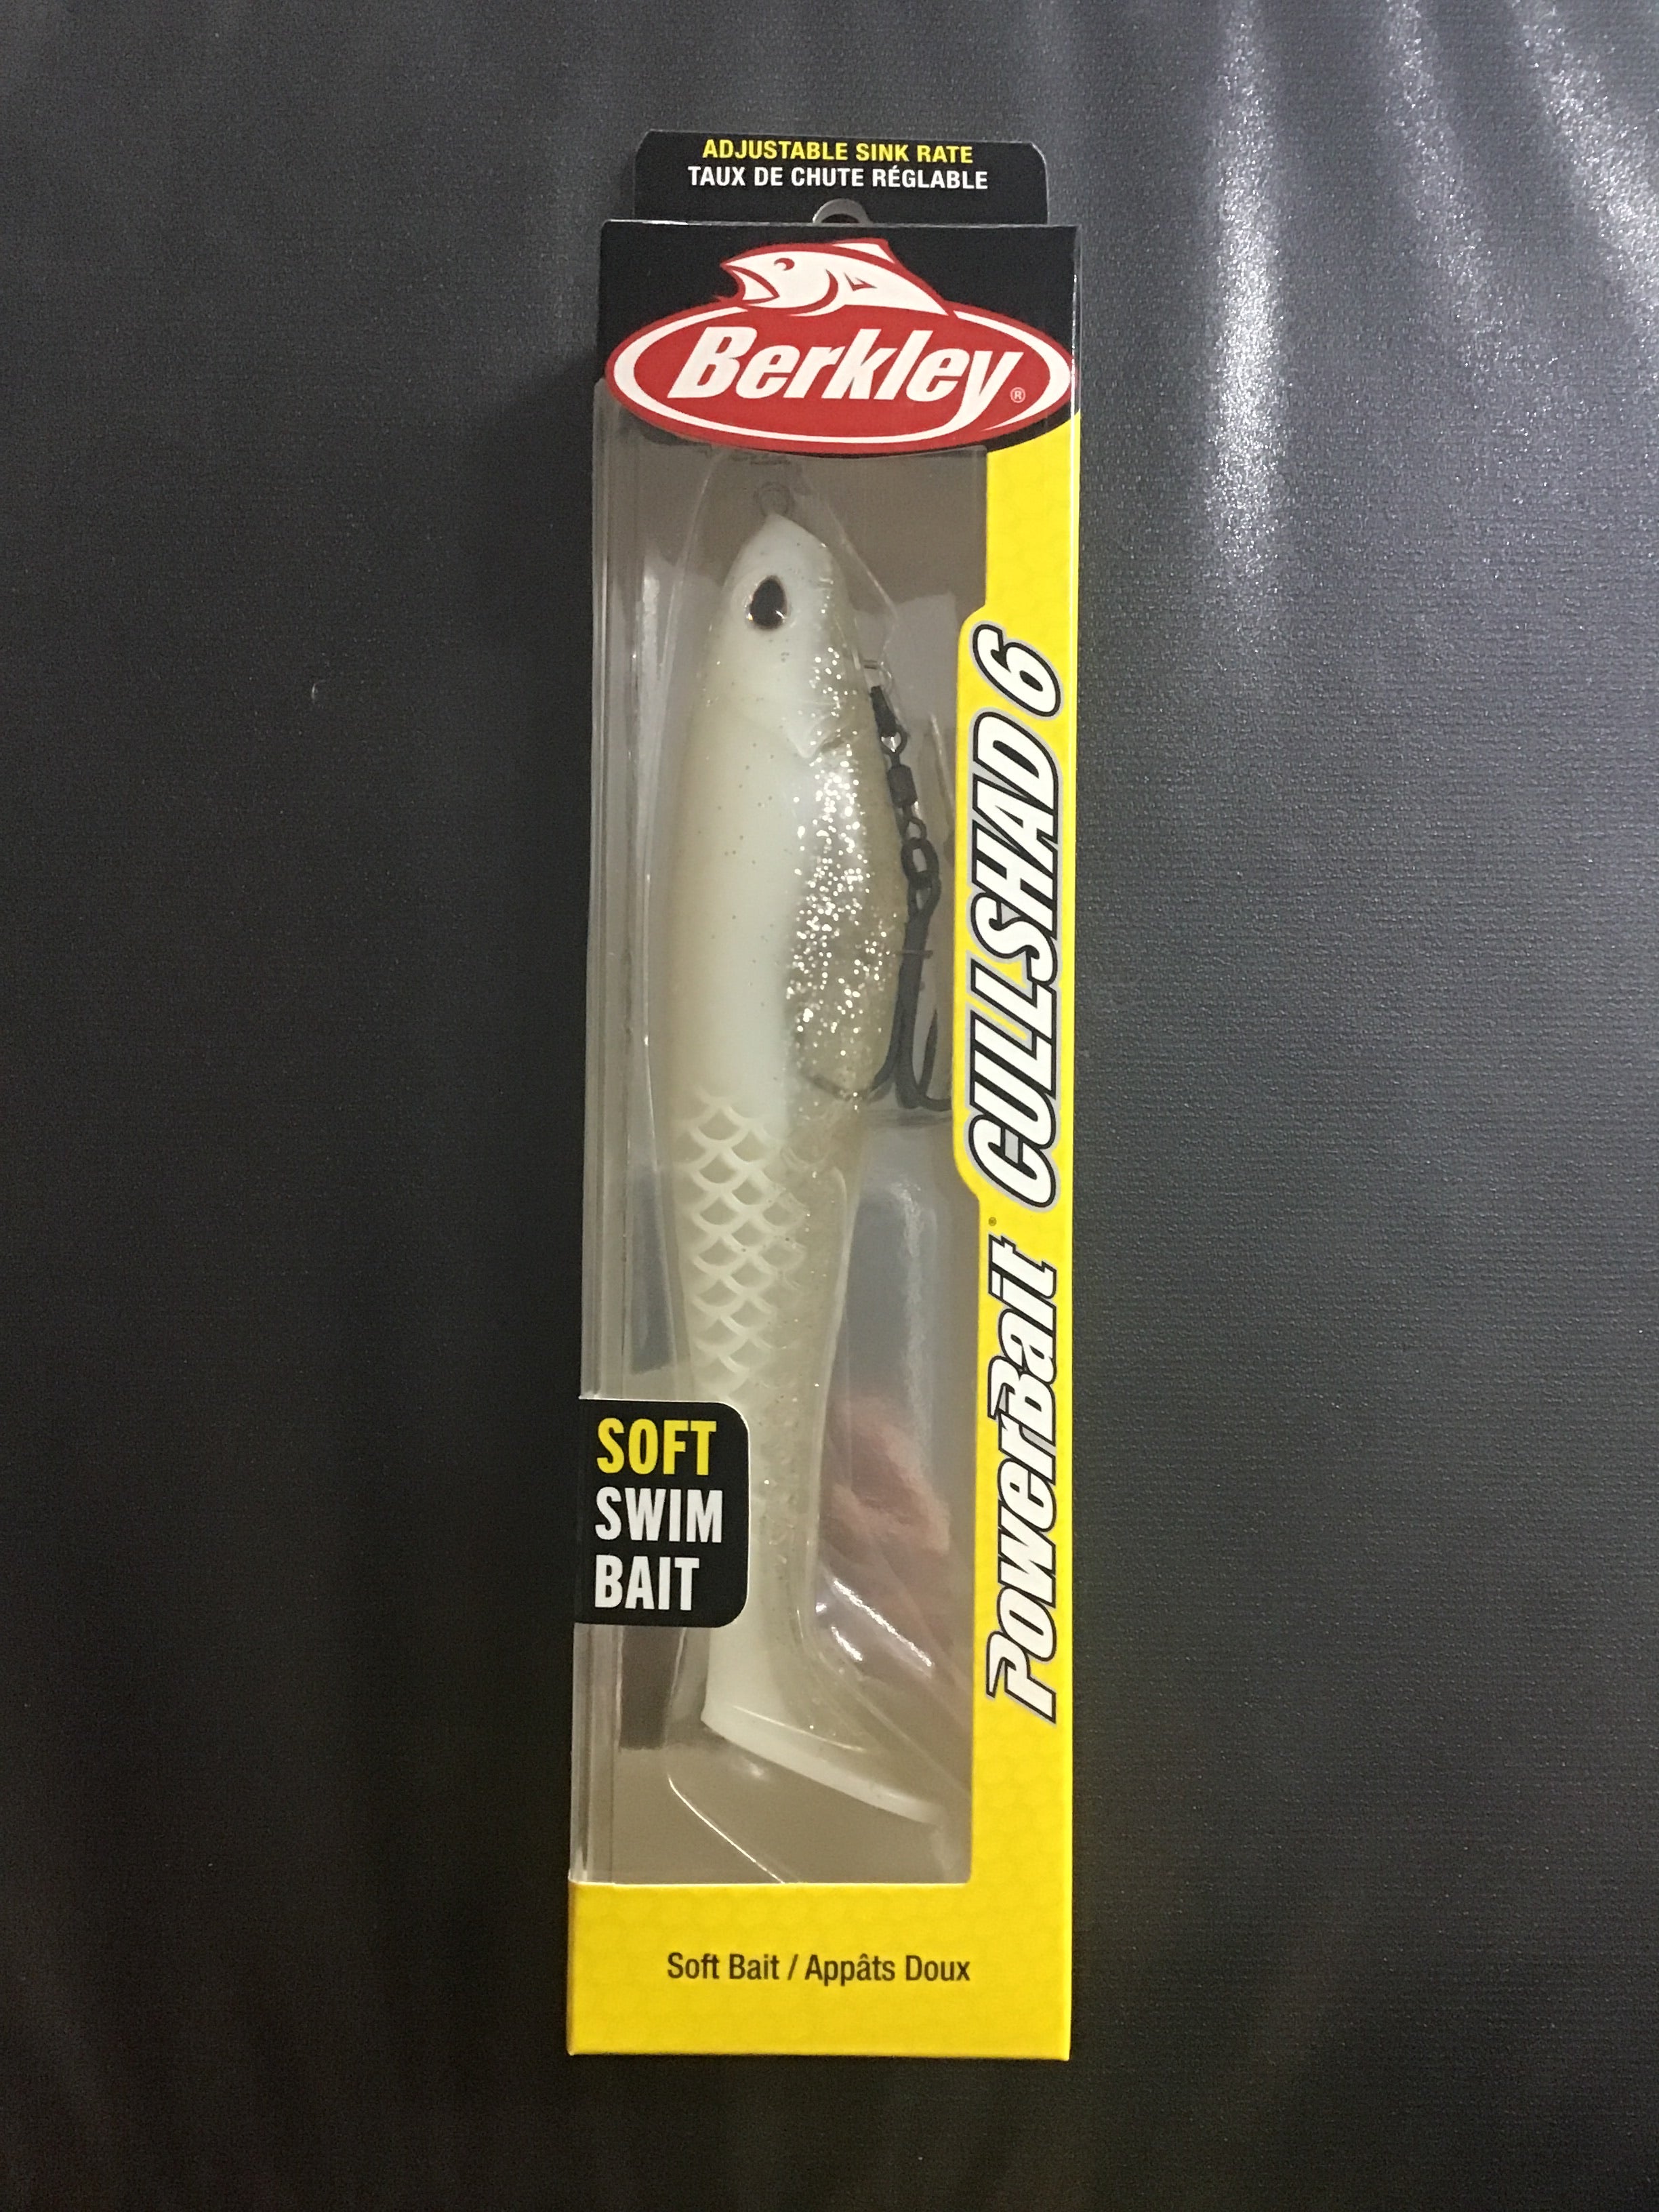 ADJUSTABLE SINK RATE
TAUX DE CHUTE RÉGLABLE
Berkley®
PowerBait® CULLSHAD 6
SOFT
SWIM
BAIT
Soft Bait / Appâts Doux